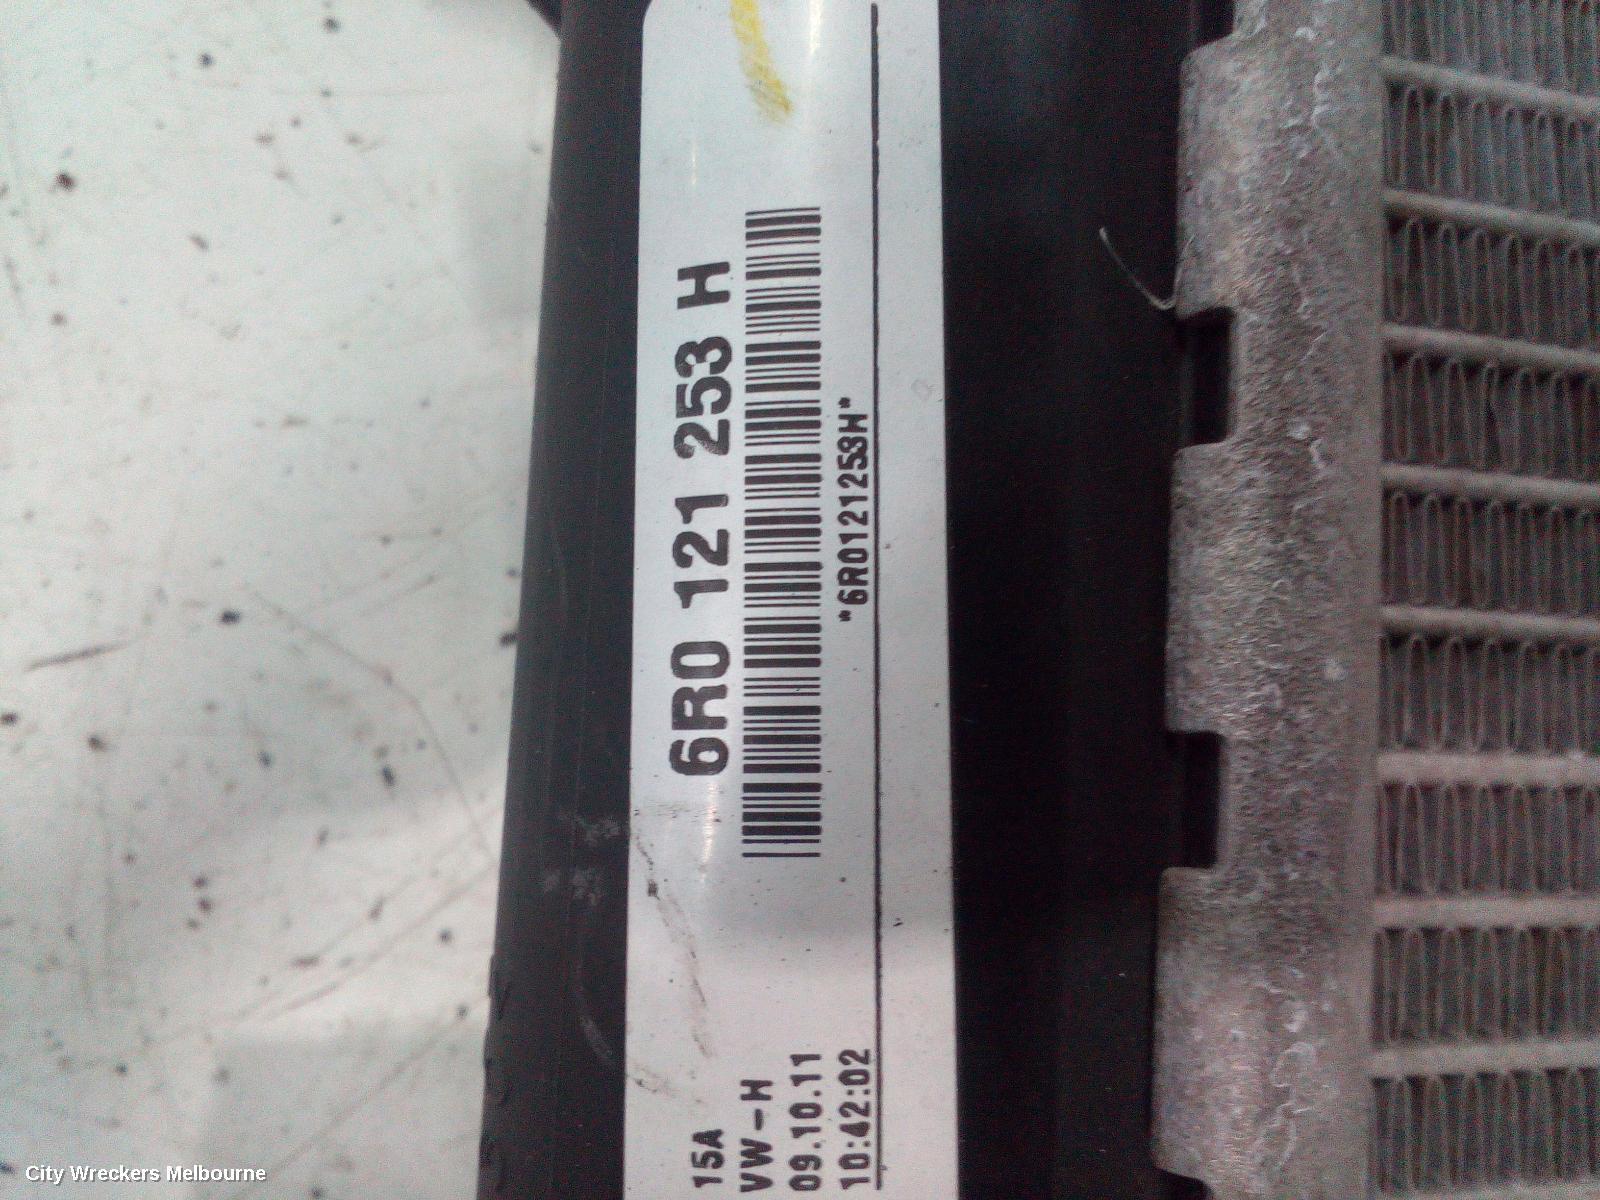 6R0 121 253 H
*6R0121253H*
15A
VW-H
09.10.11
10:42:02
City Wreckers Melbourne